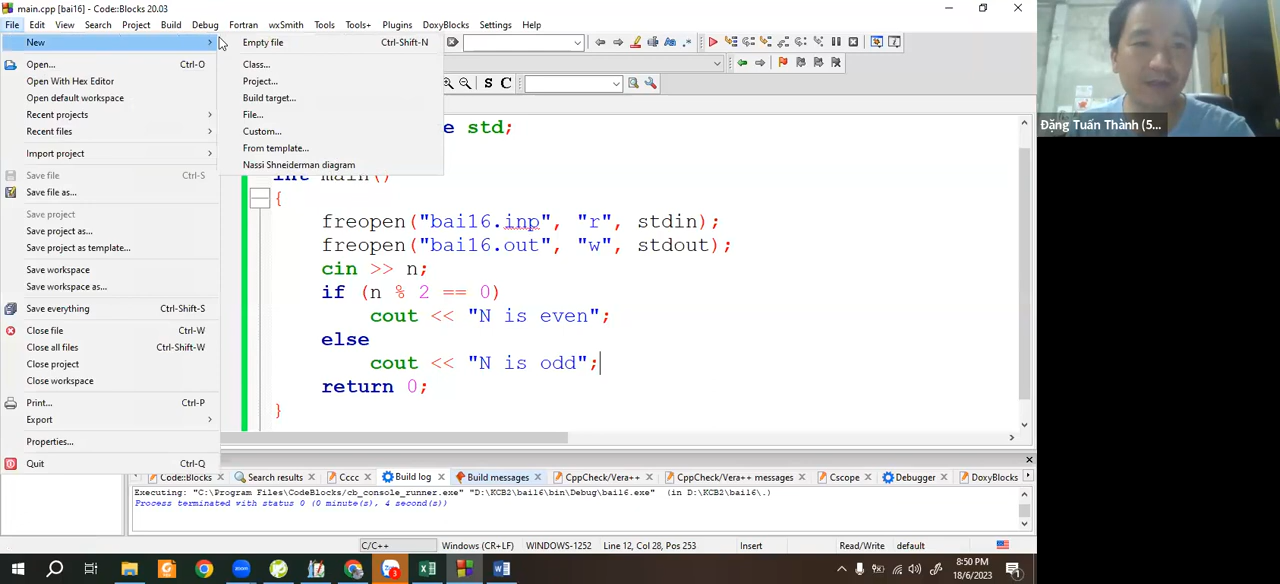 main.cpp [bai16] - Code::Blocks 20.03
File Edit View Search Project Build Debug Fortran wxSmith Tools Tools+ Plugins DoxyBlocks Settings Help
New
Open... Ctrl-O
Open With Hex Editor
Open default workspace
Recent projects
Recent files
Import project
Save file Ctrl-S
Save file as...
Save project
Save project as...
Save project as template...
Save workspace
Save workspace as...
Save everything Ctrl-Shift-S
Close file Ctrl-W
Close all files Ctrl-Shift-W
Close project
Close workspace
Print... Ctrl-P
Export
Properties...
Quit Ctrl-Q
Empty file Ctrl-Shift-N
Class...
Project...
Build target...
File...
Custom...
From template...
Nassi Shneiderman diagram
S C
e std;
int main()
{
freopen("bai16.inp", "r", stdin);
freopen("bai16.out", "w", stdout);
cin >> n;
if (n % 2 == 0)
cout << "N is even";
else
cout << "N is odd";
return 0;
}
Code::Blocks Search results Cccc Build log Build messages CppCheck/Vera++ CppCheck/Vera++ messages Cscope Debugger DoxyBlocks
Executing: "C:\Program Files\CodeBlocks/cb_console_runner.exe" "D:\KCB2\bai16\bin\Debug\bai6.exe" (in D:\KCB2\bai16\.)
Process terminated with status 0 (0 minute(s), 4 second(s))
C/C++ Windows (CR+LF) WINDOWS-1252 Line 12, Col 28, Pos 253 Insert Read/Write default
8:50 PM
18/6/2023
Đặng Tuấn Thành (5...